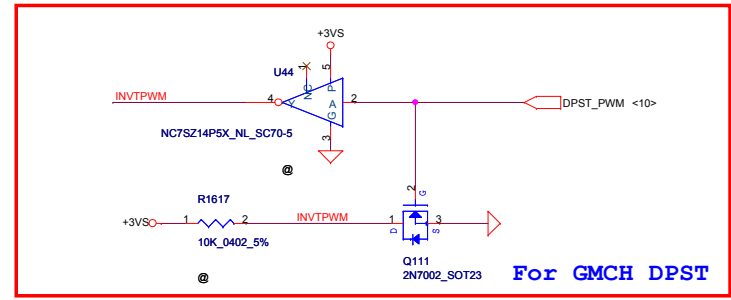 +3VS
U44
1
5
NC
P
INVTPWM
4
Y
A
2
DPST_PWM <10>
G
3
NC7SZ14P5X_NL_SC70-5
@
R1617
2
G
+3VS
1
2
INVTPWM
1
3
D
S
10K_0402_5%
Q111
2N7002_SOT23
@
For GMCH DPST